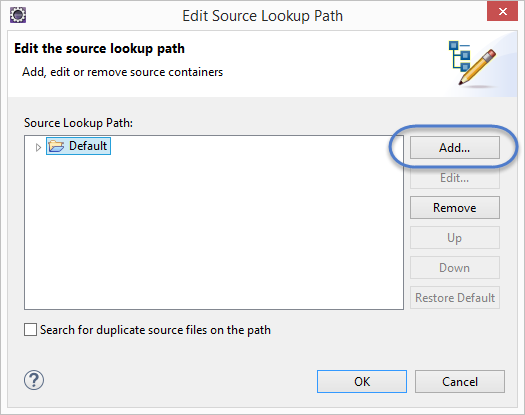 Edit Source Lookup Path
Edit the source lookup path
Add, edit or remove source containers
Source Lookup Path:
Default
Add...
Edit...
Remove
Up
Down
Restore Default
Search for duplicate source files on the path
?
OK
Cancel